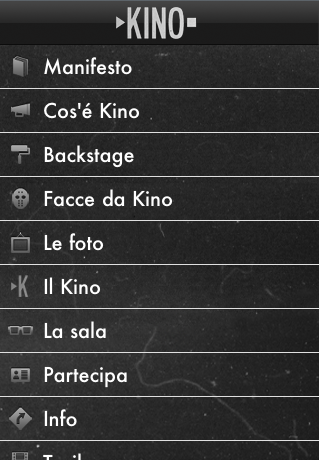 KINO
Manifesto
Cos'é Kino
Backstage
Facce da Kino
Le foto
Il Kino
La sala
Partecipa
Info